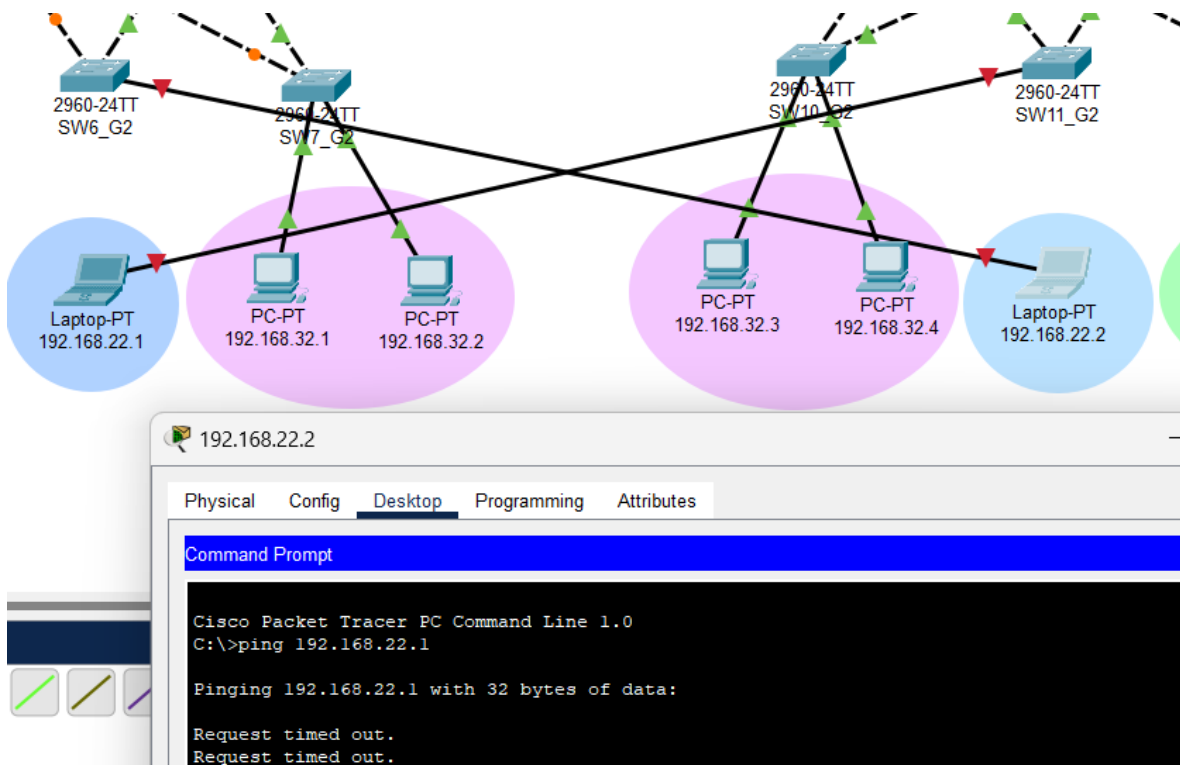 2960-24TT
SW6_G2
2960-24TT
SW7_G2
2960-24TT
SW10_G2
2960-24TT
SW11_G2
Laptop-PT
192.168.22.1
PC-PT
192.168.32.1
PC-PT
192.168.32.2
PC-PT
192.168.32.3
PC-PT
192.168.32.4
Laptop-PT
192.168.22.2
192.168.22.2
Physical Config Desktop Programming Attributes
Command Prompt
Cisco Packet Tracer PC Command Line 1.0
C:\>ping 192.168.22.1
Pinging 192.168.22.1 with 32 bytes of data:
Request timed out.
Request timed out.